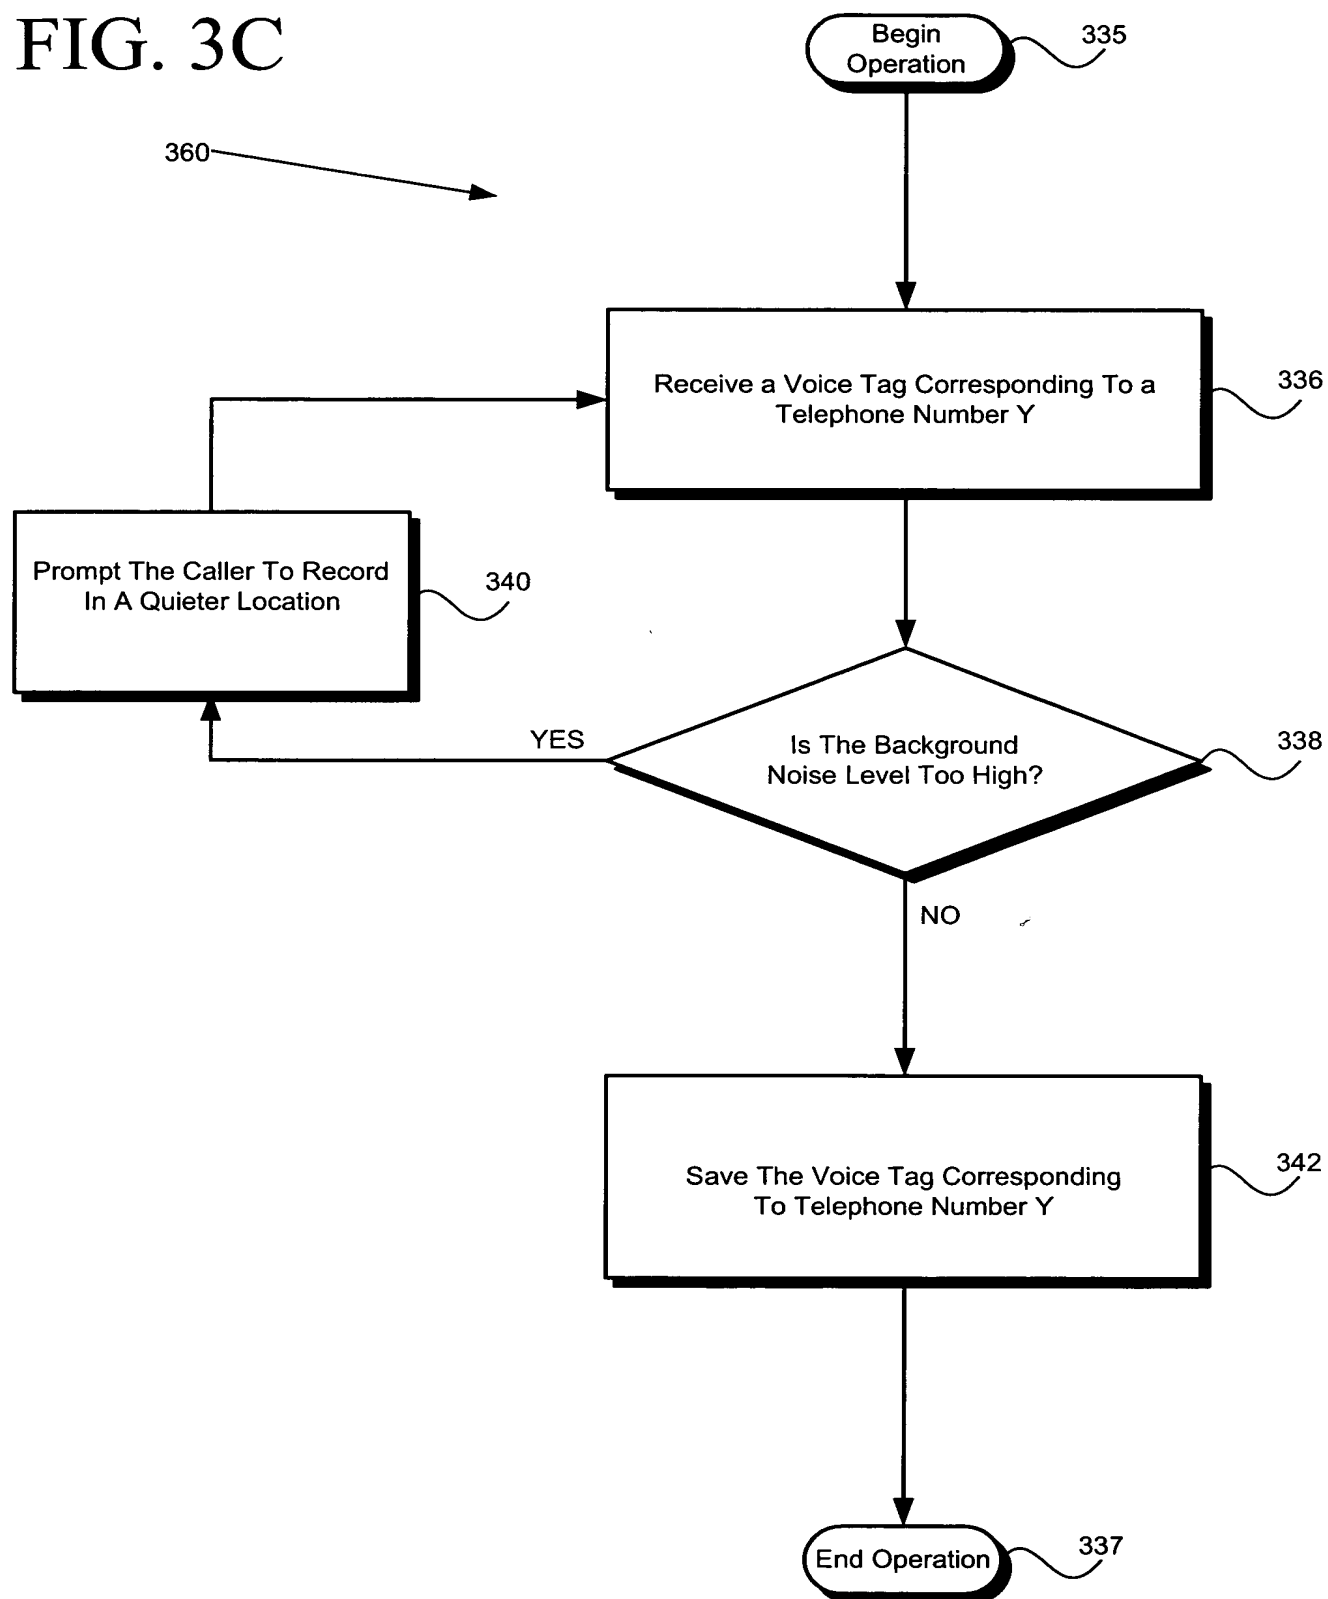 FIG. 3C
Begin
Operation
335
360
Receive a Voice Tag Corresponding To a
Telephone Number Y
336
Prompt The Caller To Record
In A Quieter Location
340
YES
Is The Background
Noise Level Too High?
338
NO
Save The Voice Tag Corresponding
To Telephone Number Y
342
End Operation
337